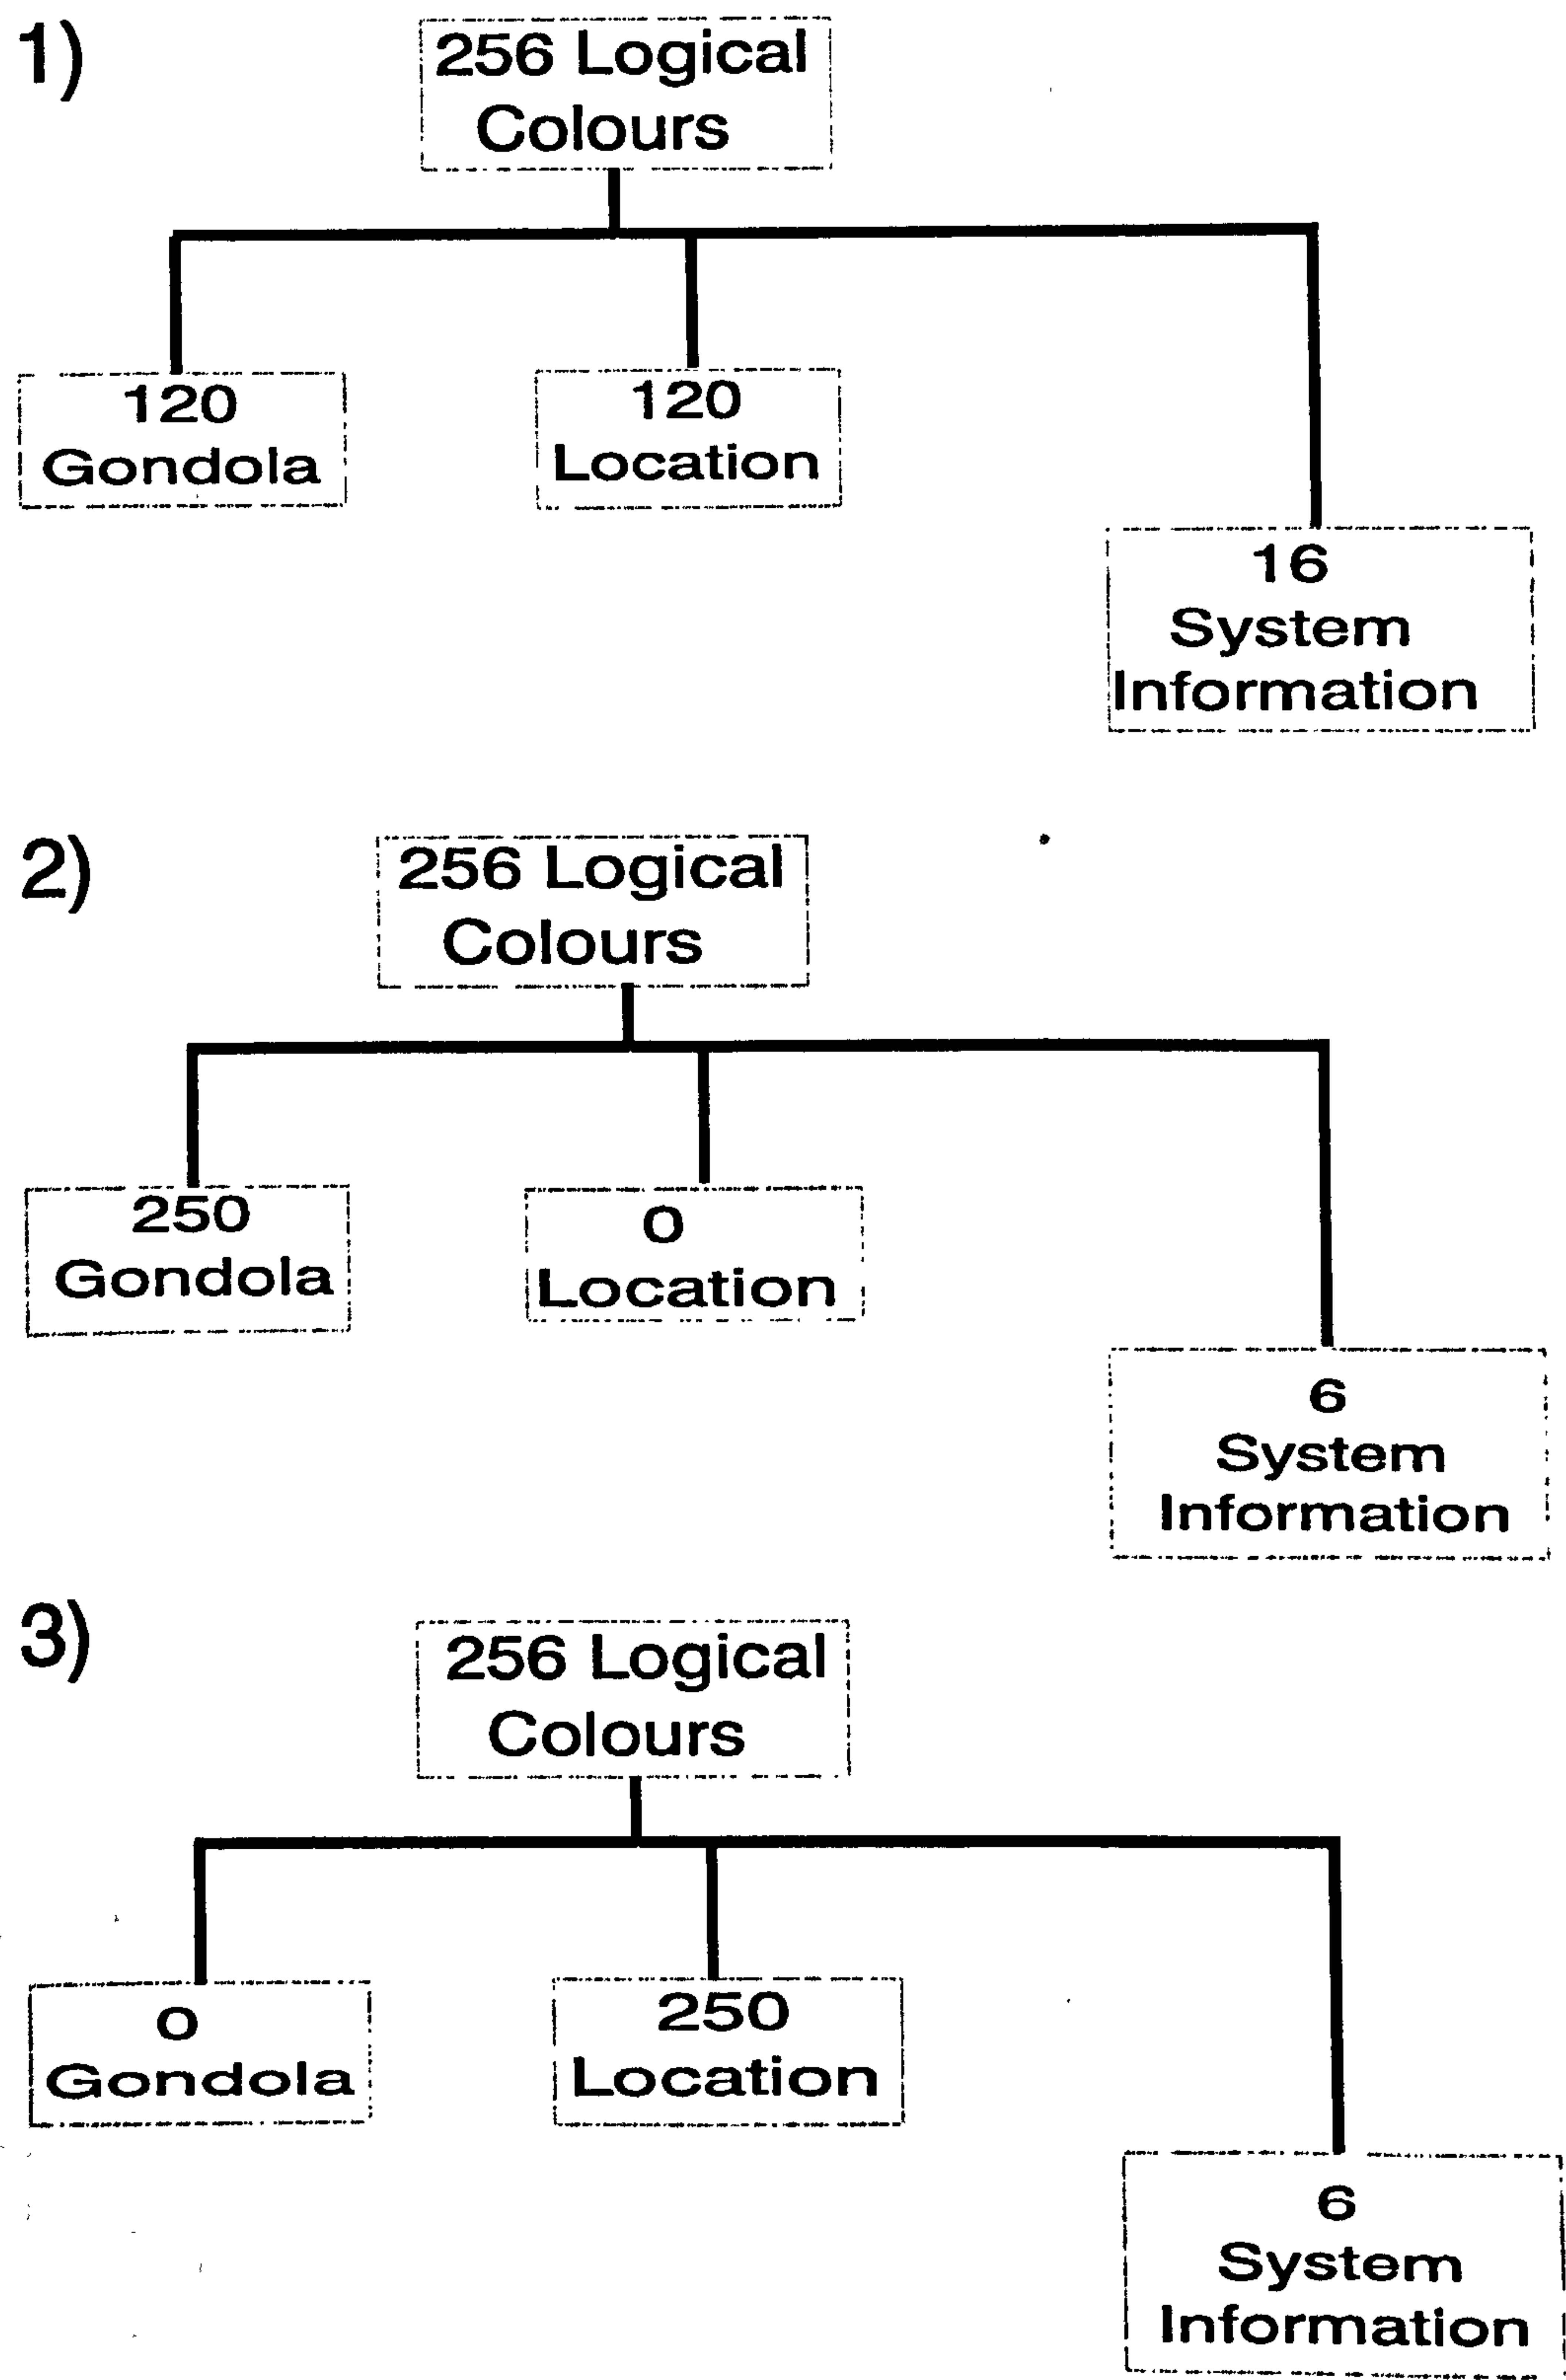 1)
256 Logical
Colours
120
Gondola
120
Location
16
System
Information
2)
256 Logical
Colours
250
Gondola
0
Location
6
System
Information
3)
256 Logical
Colours
0
Gondola
250
Location
6
System
Information